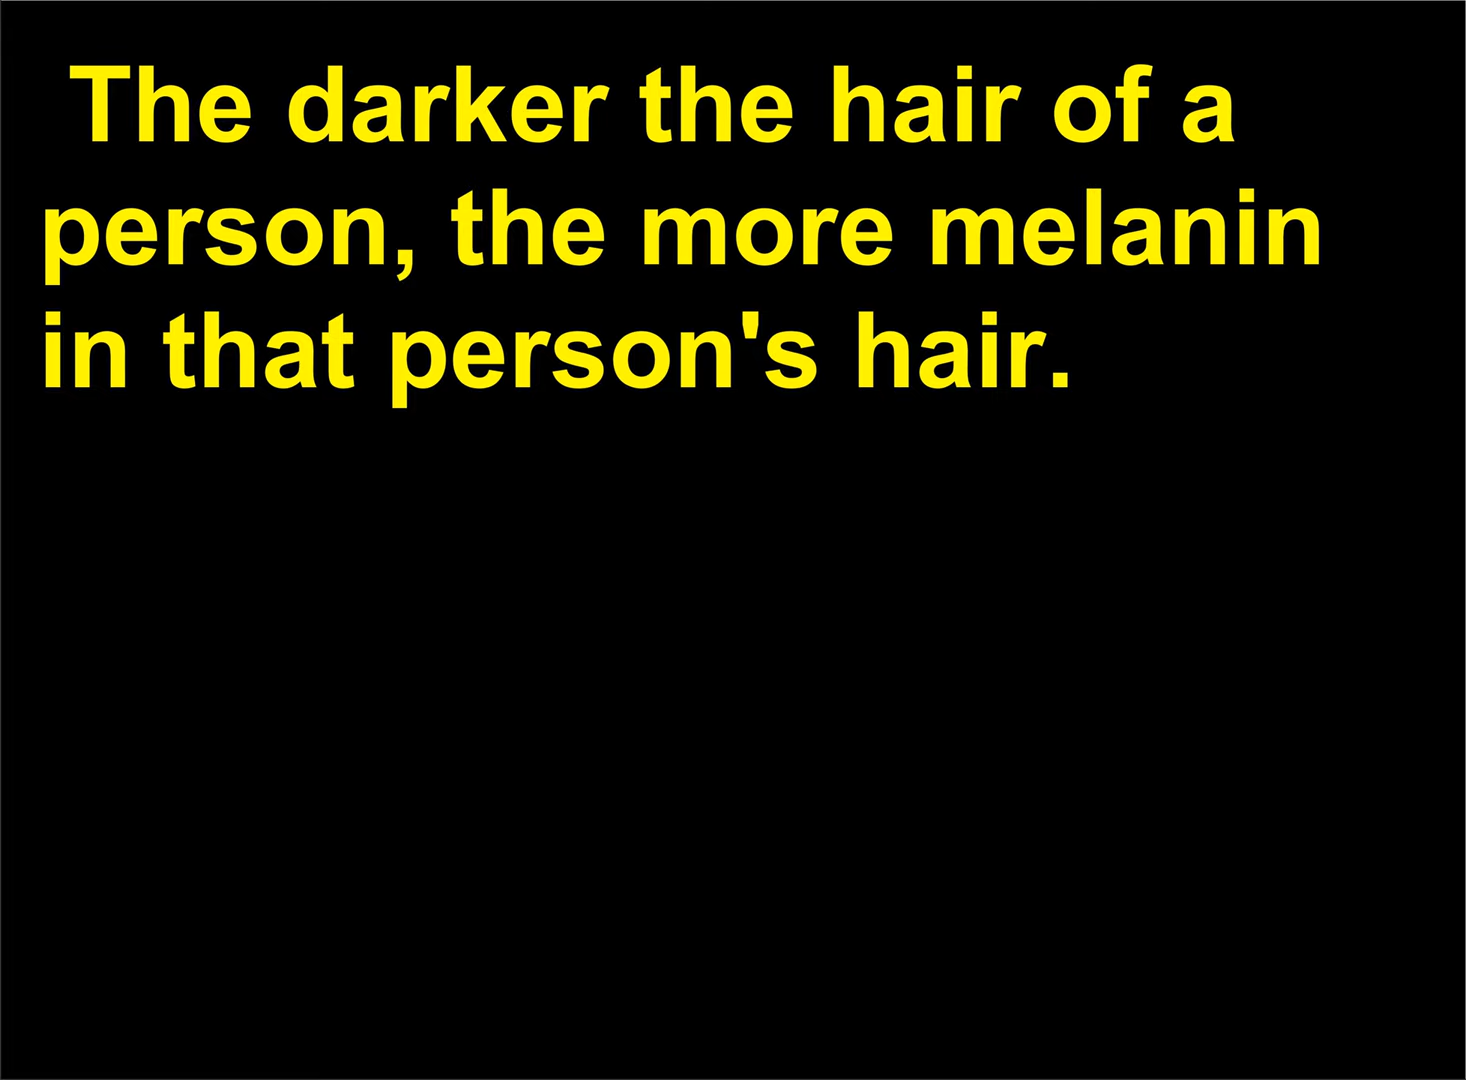 The darker the hair of a
person, the more melanin
in that person's hair.